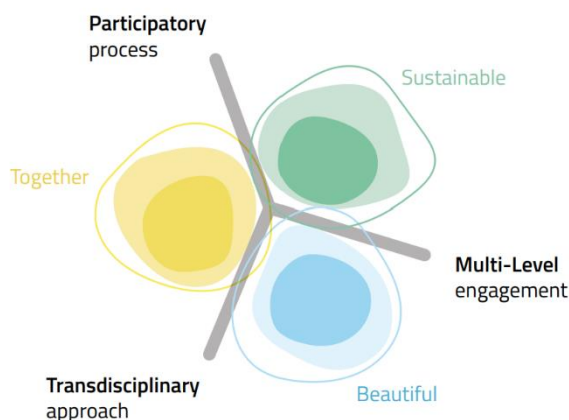 Participatory
process
Sustainable
Together
Multi-Level
engagement
Transdisciplinary
approach
Beautiful